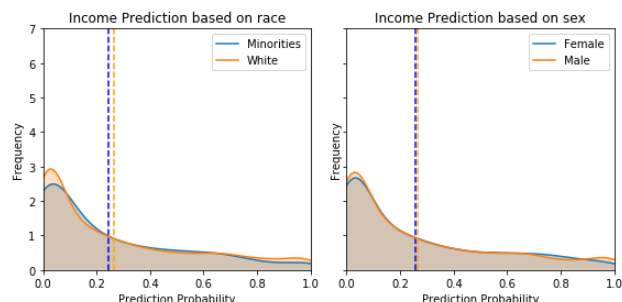 Income Prediction based on race
7
6
5
4
3
2
1
0
Frequency
Minorities
White
0.0 0.2 0.4 0.6 0.8 1.0
Prediction Probability
Income Prediction based on sex
Frequency
Female
Male
0.0 0.2 0.4 0.6 0.8 1.0
Prediction Probability